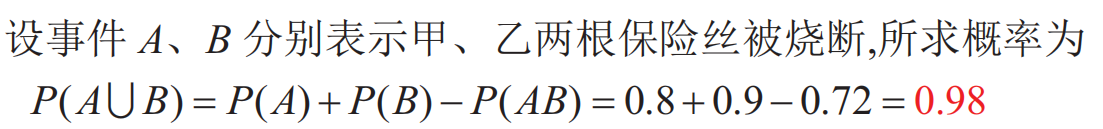 设事件 A、B 分别表示甲、乙两根保险丝被烧断,所求概率为
P(A∪B)=P(A)+P(B)−P(AB)=0.8+0.9−0.72=0.98